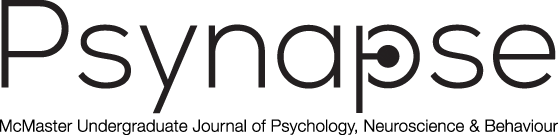 Psynapse
McMaster Undergraduate Journal of Psychology, Neuroscience & Behaviour